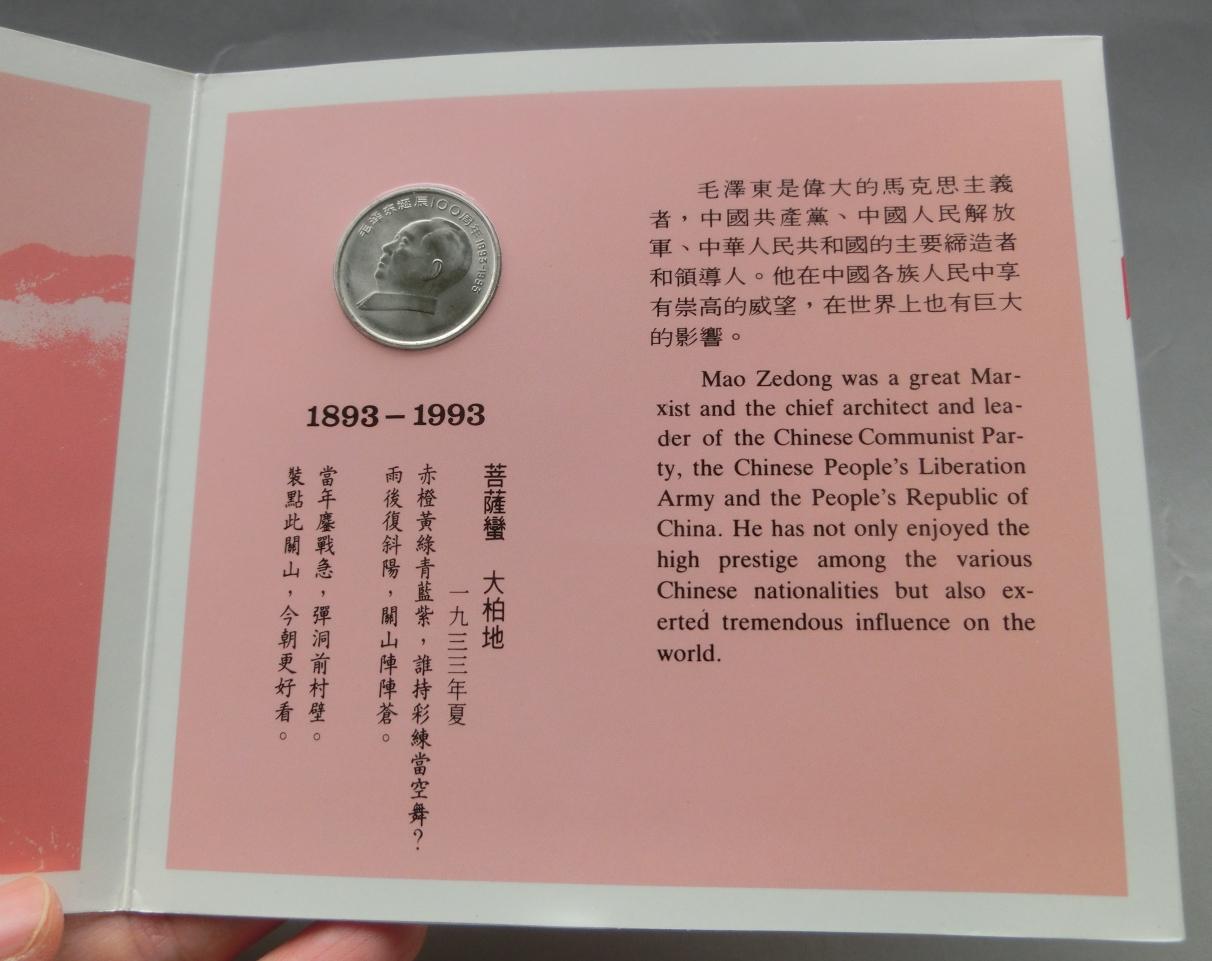 毛澤東誕辰100周年1893-1993
1893－1993
菩薩蠻　大柏地
一九三三年夏
赤橙黃綠青藍紫，誰持彩練當空舞？
雨後復斜陽，關山陣陣蒼。
當年鏖戰急，彈洞前村壁。
裝點此關山，今朝更好看。
毛澤東是偉大的馬克思主義
者，中國共產黨、中國人民解放
軍、中華人民共和國的主要締造者
和領導人。他在中國各族人民中享
有崇高的威望，在世界上也有巨大
的影響。
Mao Zedong was a great Mar-
xist and the chief architect and lea-
der of the Chinese Communist Par-
ty, the Chinese People's Liberation
Army and the People's Republic of
China. He has not only enjoyed the
high prestige among the various
Chinese nationalities but also ex-
erted tremendous influence on the
world.